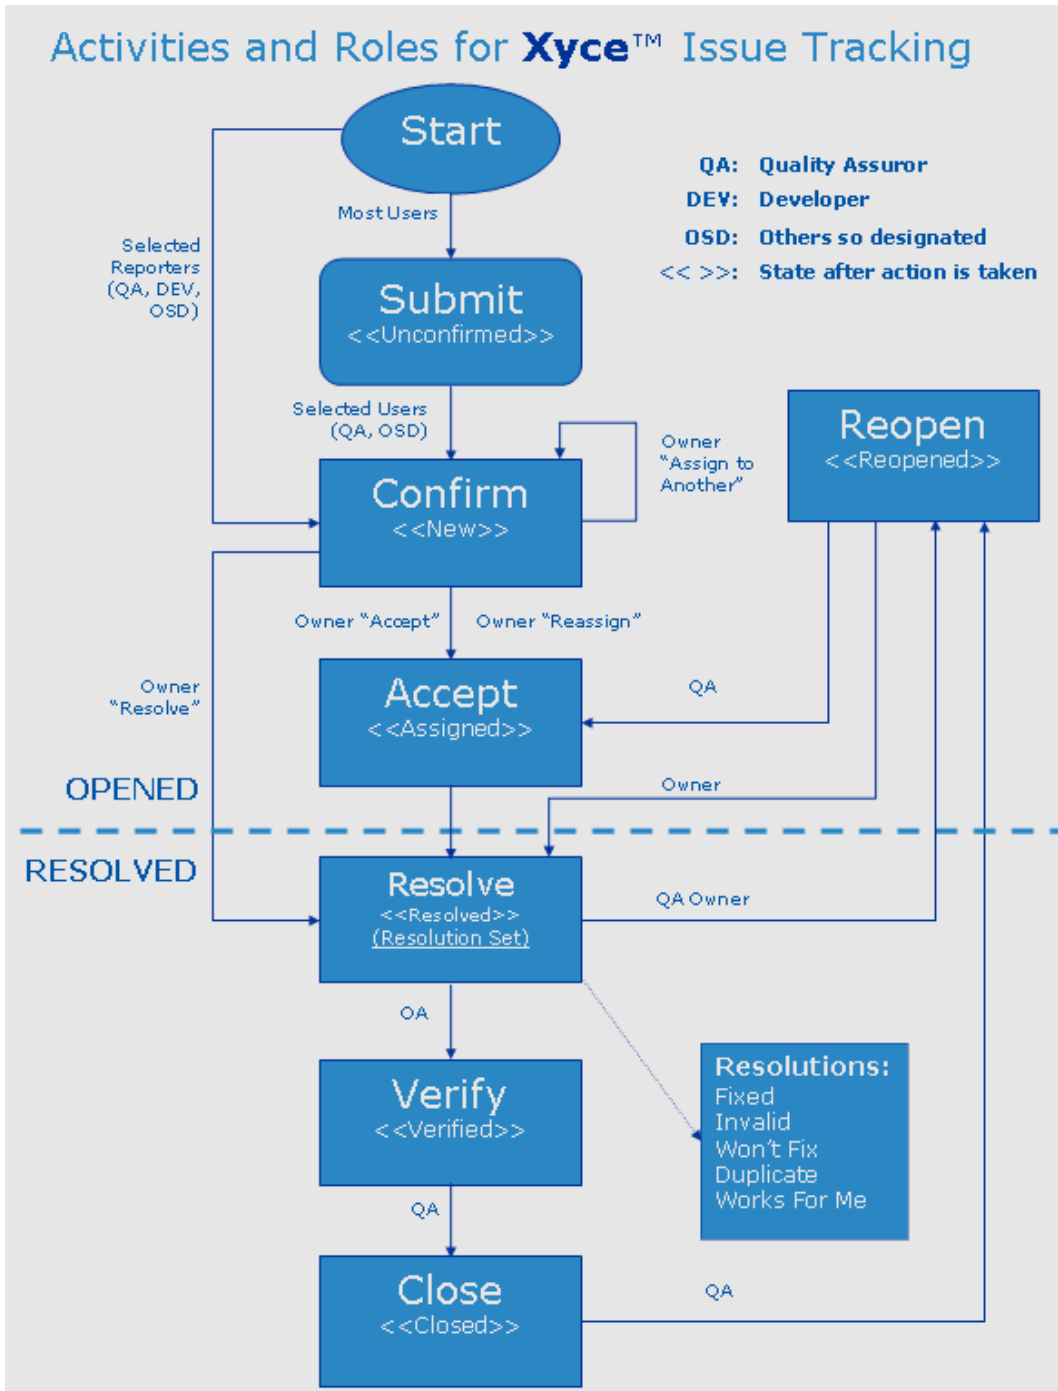 Activities and Roles for Xyce™ Issue Tracking
Start
QA: Quality Assuror
DEV: Developer
OSD: Others so designated
<< >>: State after action is taken
Most Users
Selected
Reporters
(QA, DEV,
OSD)
Submit
<<Unconfirmed>>
Selected Users
(QA, OSD)
Reopen
<<Reopened>>
Owner
“Assign to
Another”
Confirm
<<New>>
Owner “Accept”
Owner “Reassign”
Accept
<<Assigned>>
QA
Owner
“Resolve”
OPENED
Owner
RESOLVED
Resolve
<<Resolved>>
(Resolution Set)
QA Owner
OA
Verify
<<Verified>>
Resolutions:
Fixed
Invalid
Won’t Fix
Duplicate
Works For Me
QA
Close
<<Closed>>
QA